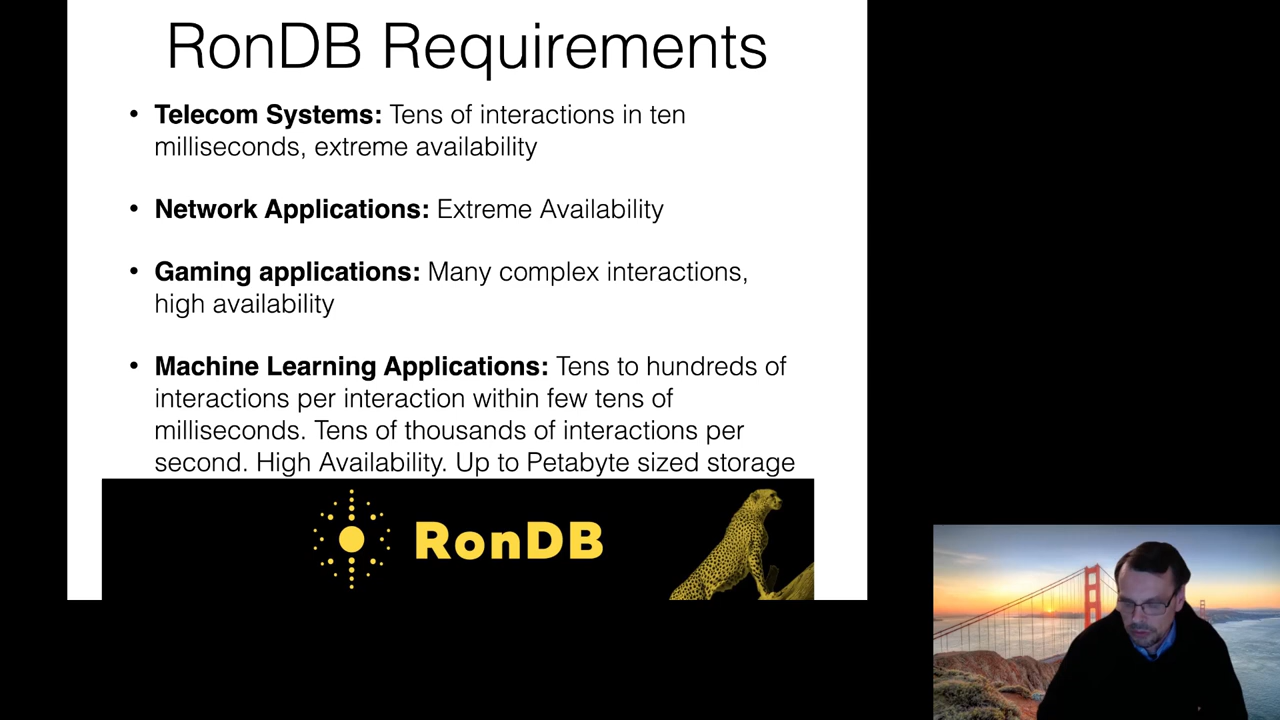 RonDB Requirements
• Telecom Systems: Tens of interactions in ten
milliseconds, extreme availability
• Network Applications: Extreme Availability
• Gaming applications: Many complex interactions,
high availability
• Machine Learning Applications: Tens to hundreds of
interactions per interaction within few tens of
milliseconds. Tens of thousands of interactions per
second. High Availability. Up to Petabyte sized storage
RonDB